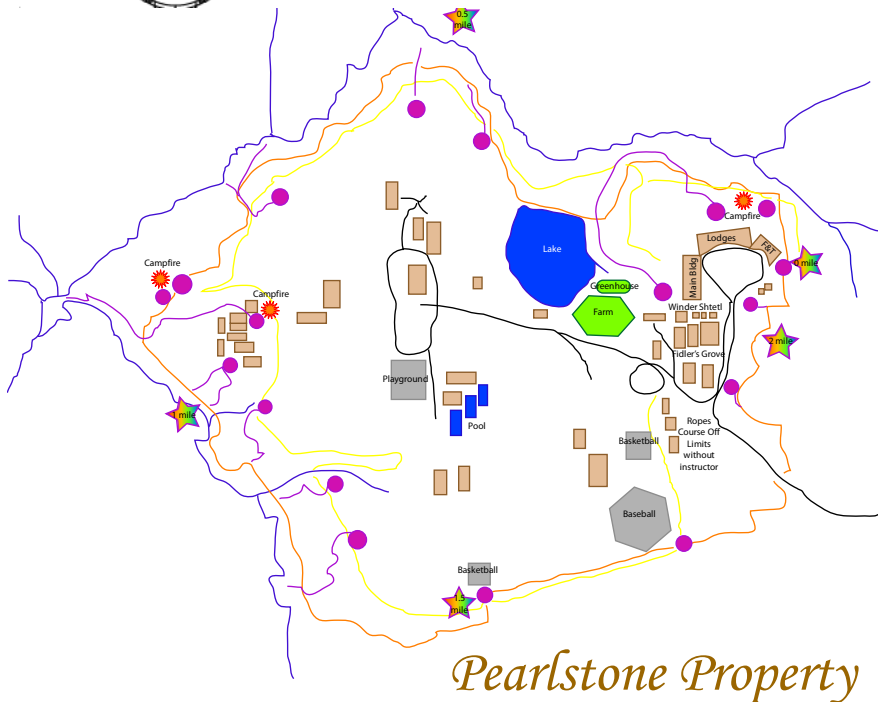 0.5
mile
Campfire
Lodges
F&T
Lake
Campfire
0 mile
Main Bldg
Greenhouse
Campfire
Winder Shtetl
Farm
2 mile
Fidler's Grove
Playground
1 mile
Pool
Ropes
Course Off
Limits
without
instructor
Basketball
Baseball
Basketball
1.5
mile
Pearlstone Property